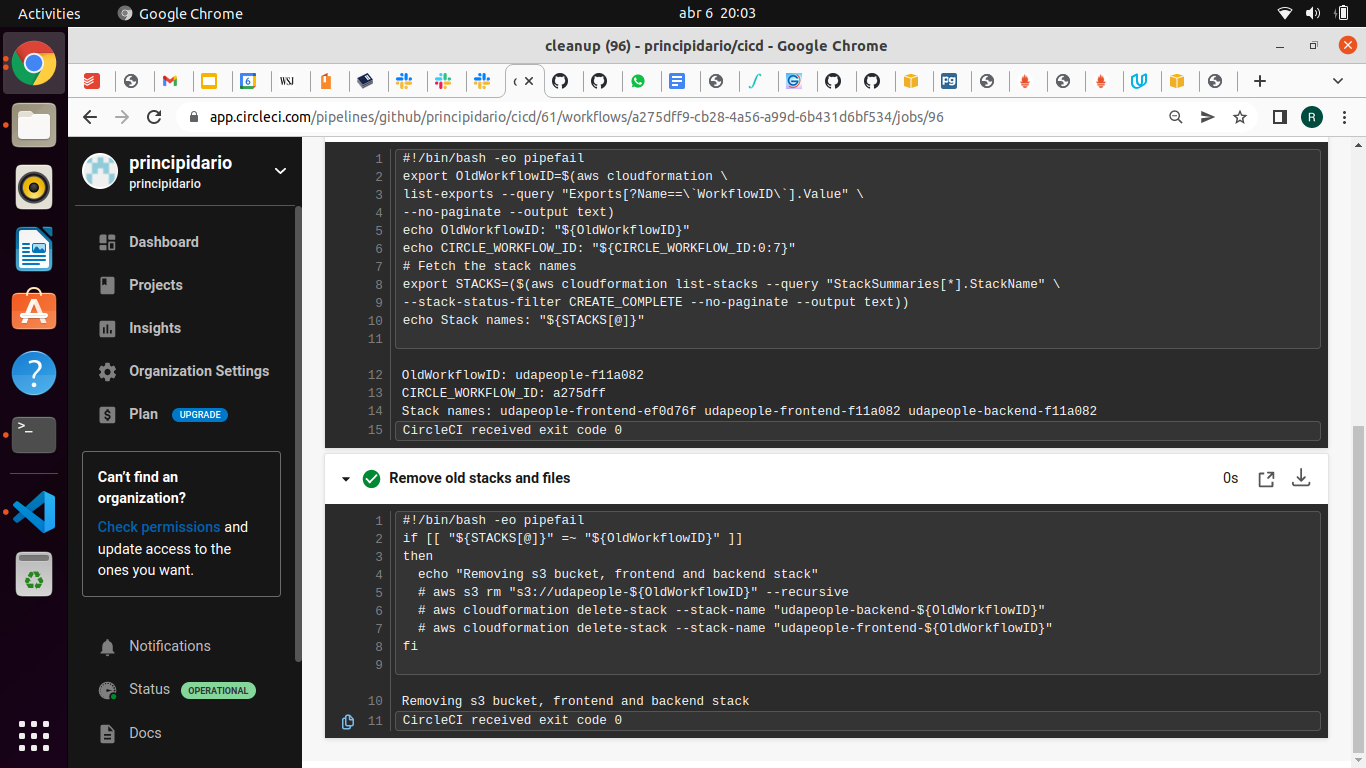 Activities
Google Chrome
abr 6 20:03
cleanup (96) - principidario/cicd - Google Chrome
WSJ
app.circleci.com/pipelines/github/principidario/cicd/61/workflows/a275dff9-cb28-4a56-a99d-6b431d6bf534/jobs/96
R
principidario
principidario
Dashboard
Projects
Insights
Organization Settings
Plan UPGRADE
Can't find an
organization?
Check permissions and
update access to the
ones you want.
Notifications
Status OPERATIONAL
Docs
1 #!/bin/bash -eo pipefail
2 export OldWorkflowID=$(aws cloudformation \
3 list-exports --query "Exports[?Name==\`WorkflowID\`].Value" \
4 --no-paginate --output text)
5 echo OldWorkflowID: "${OldWorkflowID}"
6 echo CIRCLE_WORKFLOW_ID: "${CIRCLE_WORKFLOW_ID:0:7}"
7 # Fetch the stack names
8 export STACKS=($(aws cloudformation list-stacks --query "StackSummaries[*].StackName" \
9 --stack-status-filter CREATE_COMPLETE --no-paginate --output text))
10 echo Stack names: "${STACKS[@]}"
11
12 OldWorkflowID: udapeople-f11a082
13 CIRCLE_WORKFLOW_ID: a275dff
14 Stack names: udapeople-frontend-ef0d76f udapeople-frontend-f11a082 udapeople-backend-f11a082
15 CircleCI received exit code 0
Remove old stacks and files
0s
1 #!/bin/bash -eo pipefail
2 if [[ "${STACKS[@]}" =~ "${OldWorkflowID}" ]]
3 then
4 echo "Removing s3 bucket, frontend and backend stack"
5 # aws s3 rm "s3://udapeople-${OldWorkflowID}" --recursive
6 # aws cloudformation delete-stack --stack-name "udapeople-backend-${OldWorkflowID}"
7 # aws cloudformation delete-stack --stack-name "udapeople-frontend-${OldWorkflowID}"
8 fi
9
10 Removing s3 bucket, frontend and backend stack
11 CircleCI received exit code 0